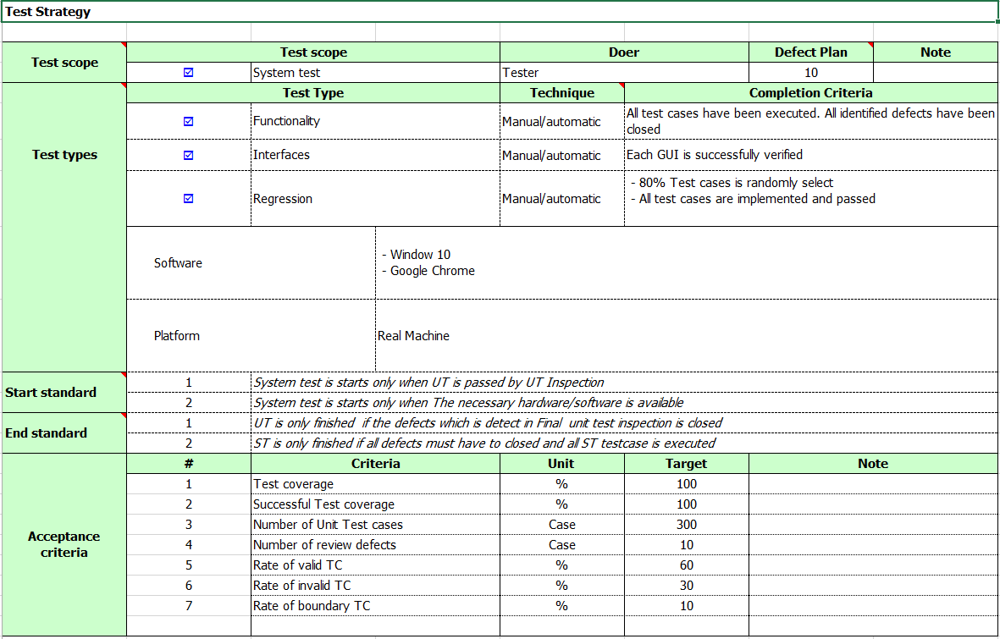 Test Strategy
Test scope
Test scope
Doer
Defect Plan
Note
System test
Tester
10
Test types
Test Type
Technique
Completion Criteria
Functionality
Manual/automatic
All test cases have been executed. All identified defects have been
closed
Interfaces
Manual/automatic
Each GUI is successfully verified
Regression
Manual/automatic
- 80% Test cases is randomly select
- All test cases are implemented and passed
Software
- Window 10
- Google Chrome
Platform
Real Machine
Start standard
1
System test is starts only when UT is passed by UT Inspection
2
System test is starts only when The necessary hardware/software is available
End standard
1
UT is only finished  if the defects which is detect in Final  unit test inspection is closed
2
ST is only finished if all defects must have to closed and all ST testcase is executed
Acceptance
criteria
#
Criteria
Unit
Target
Note
1
Test coverage
%
100
2
Successful Test coverage
%
100
3
Number of Unit Test cases
Case
300
4
Number of review defects
Case
10
5
Rate of valid TC
%
60
6
Rate of invalid TC
%
30
7
Rate of boundary TC
%
10